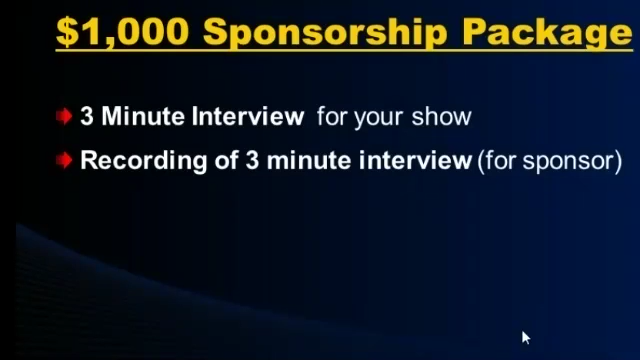 $1,000 Sponsorship Package
3 Minute Interview for your show
Recording of 3 minute interview (for sponsor)